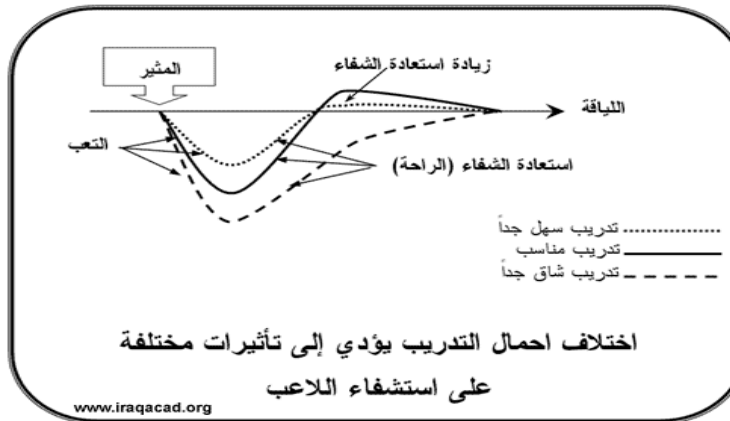 المثير
زيادة استعادة الشفاء
اللياقة
التعب
استعادة الشفاء (الراحة)
تدريب سهل جداً
تدريب مناسب
تدريب شاق جداً
اختلاف احمال التدريب يؤدي إلى تأثيرات مختلفة
على استشفاء اللاعب
www.iraqacad.org